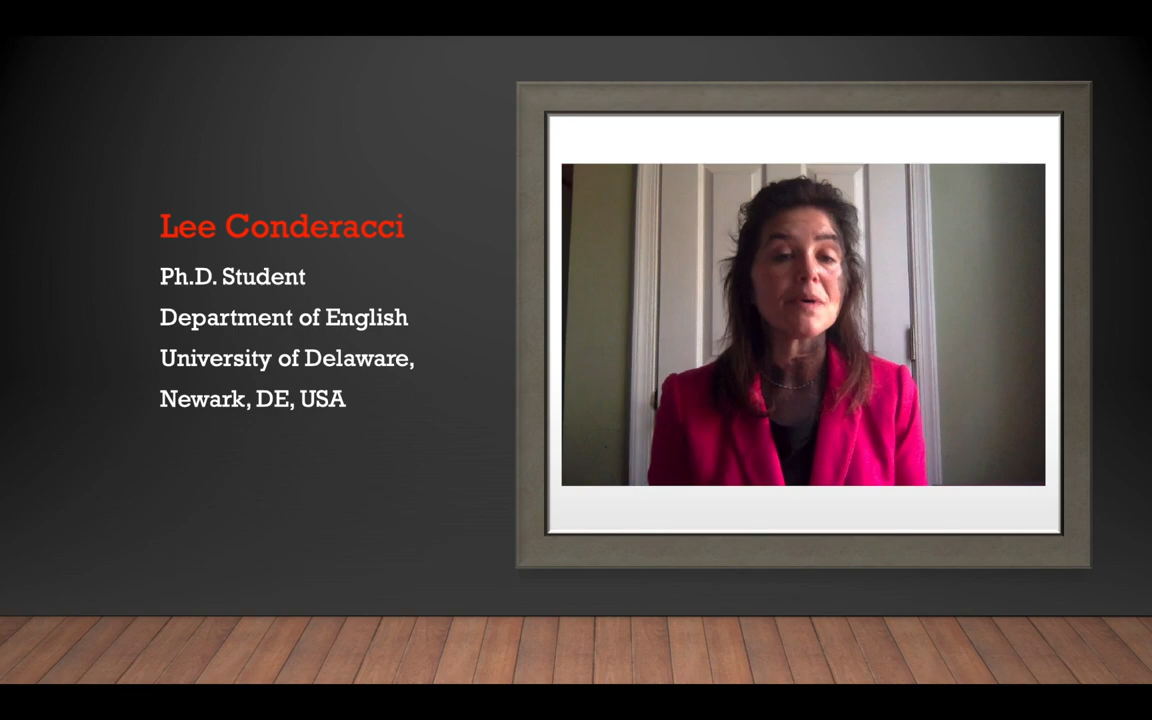 Lee Conderacci
Ph.D. Student
Department of English
University of Delaware,
Newark, DE, USA